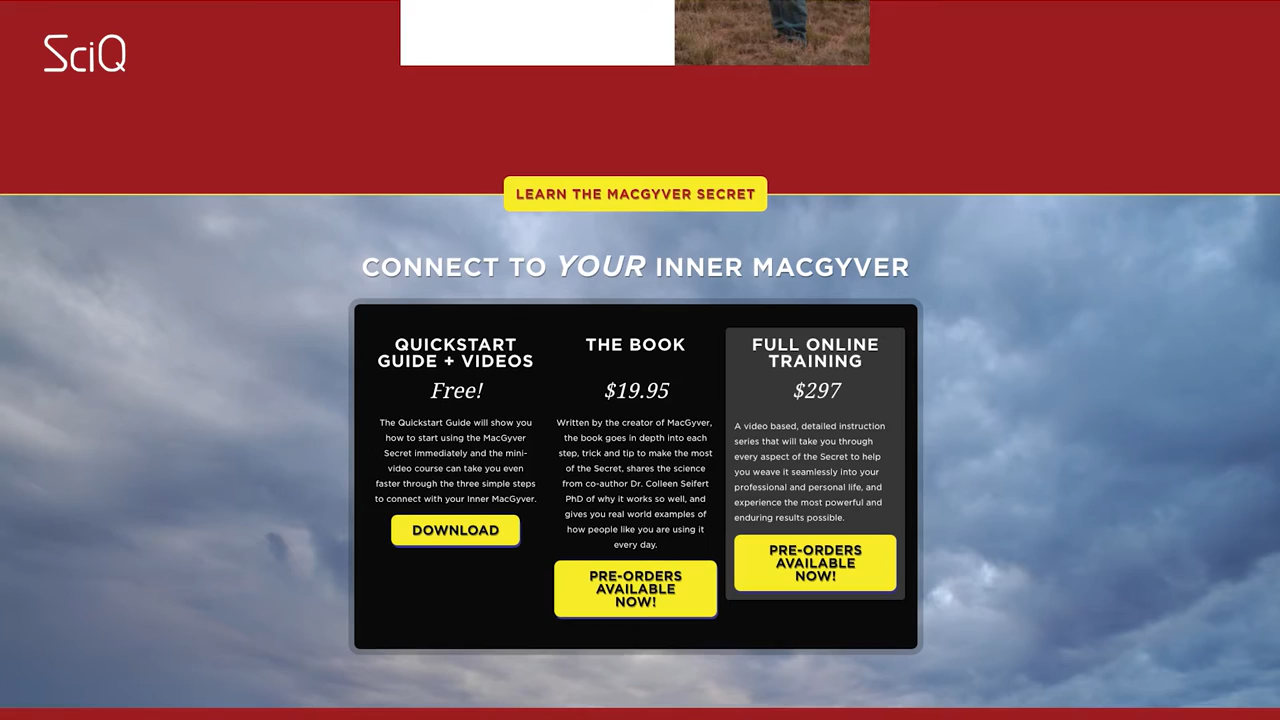 SciQ
LEARN THE MACGYVER SECRET
CONNECT TO YOUR INNER MACGYVER
QUICKSTART
GUIDE + VIDEOS
Free!
The Quickstart Guide will show you
how to start using the MacGyver
Secret immediately and the mini-
video course can take you even
faster through the three simple steps
to connect with your Inner MacGyver.
DOWNLOAD
THE BOOK
$19.95
Written by the creator of MacGyver,
the book goes in depth into each
step, trick and tip to make the most
of the Secret, shares the science
from co-author Dr. Colleen Seifert
PhD of why it works so well, and
gives you real world examples of
how people like you are using it
every day.
PRE-ORDERS
AVAILABLE
NOW!
FULL ONLINE
TRAINING
$297
A video based, detailed instruction
series that will take you through
every aspect of the Secret to help
you weave it seamlessly into your
professional and personal life, and
experience the most powerful and
enduring results possible.
PRE-ORDERS
AVAILABLE
NOW!